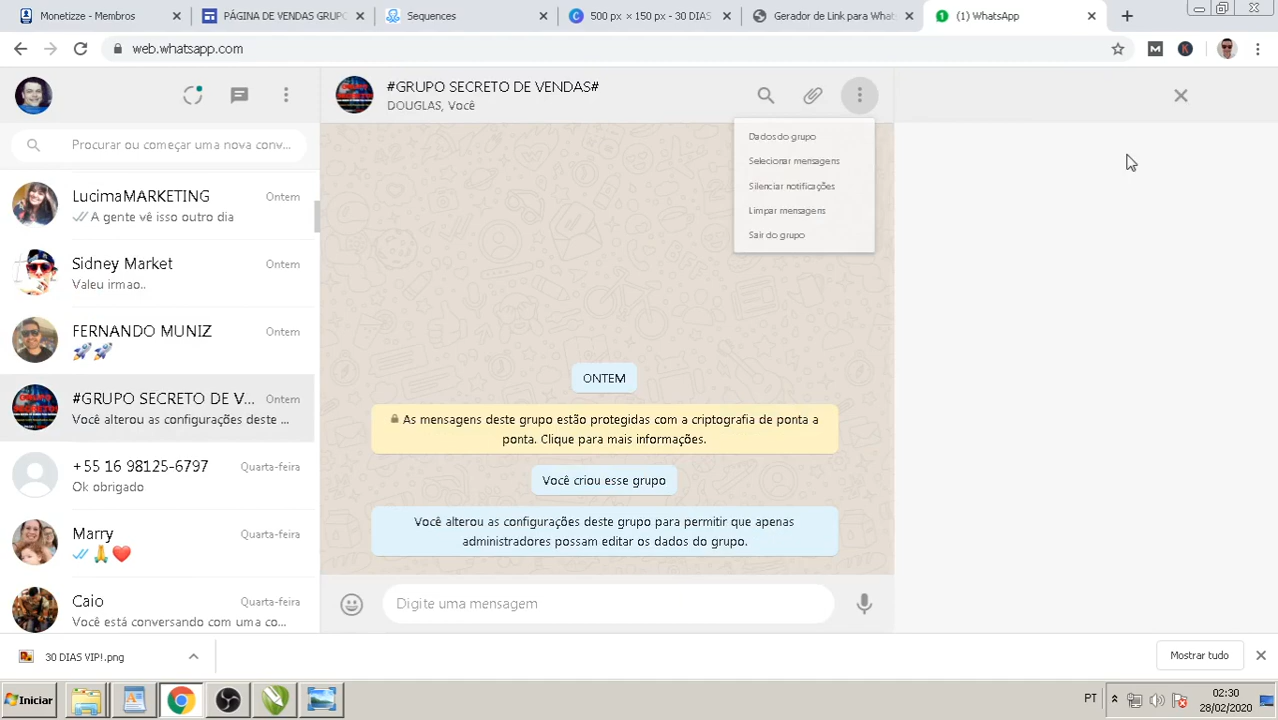 Monetizze - Membros
PÁGINA DE VENDAS GRUPO
Sequences
500 px × 150 px - 30 DIAS
Gerador de Link para What
(1) WhatsApp
web.whatsapp.com
#GRUPO SECRETO DE VENDAS#
DOUGLAS, Você
Procurar ou começar uma nova conv...
Dados do grupo
Selecionar mensagens
Silenciar notificações
Limpar mensagens
Sair do grupo
LucimaMARKETING
Ontem
A gente vê isso outro dia
Sidney Market
Ontem
Valeu irmao..
FERNANDO MUNIZ
Ontem
🚀🚀
#GRUPO SECRETO DE V...
Ontem
Você alterou as configurações deste ...
+55 16 98125-6797
Quarta-feira
Ok obrigado
Marry
Quarta-feira
🙏❤️
Caio
Quarta-feira
Você está conversando com uma co...
ONTEM
As mensagens deste grupo estão protegidas com a criptografia de ponta a
ponta. Clique para mais informações.
Você criou esse grupo
Você alterou as configurações deste grupo para permitir que apenas
administradores possam editar os dados do grupo.
Digite uma mensagem
30 DIAS VIP!.png
Mostrar tudo
Iniciar
PT
02:30
28/02/2020